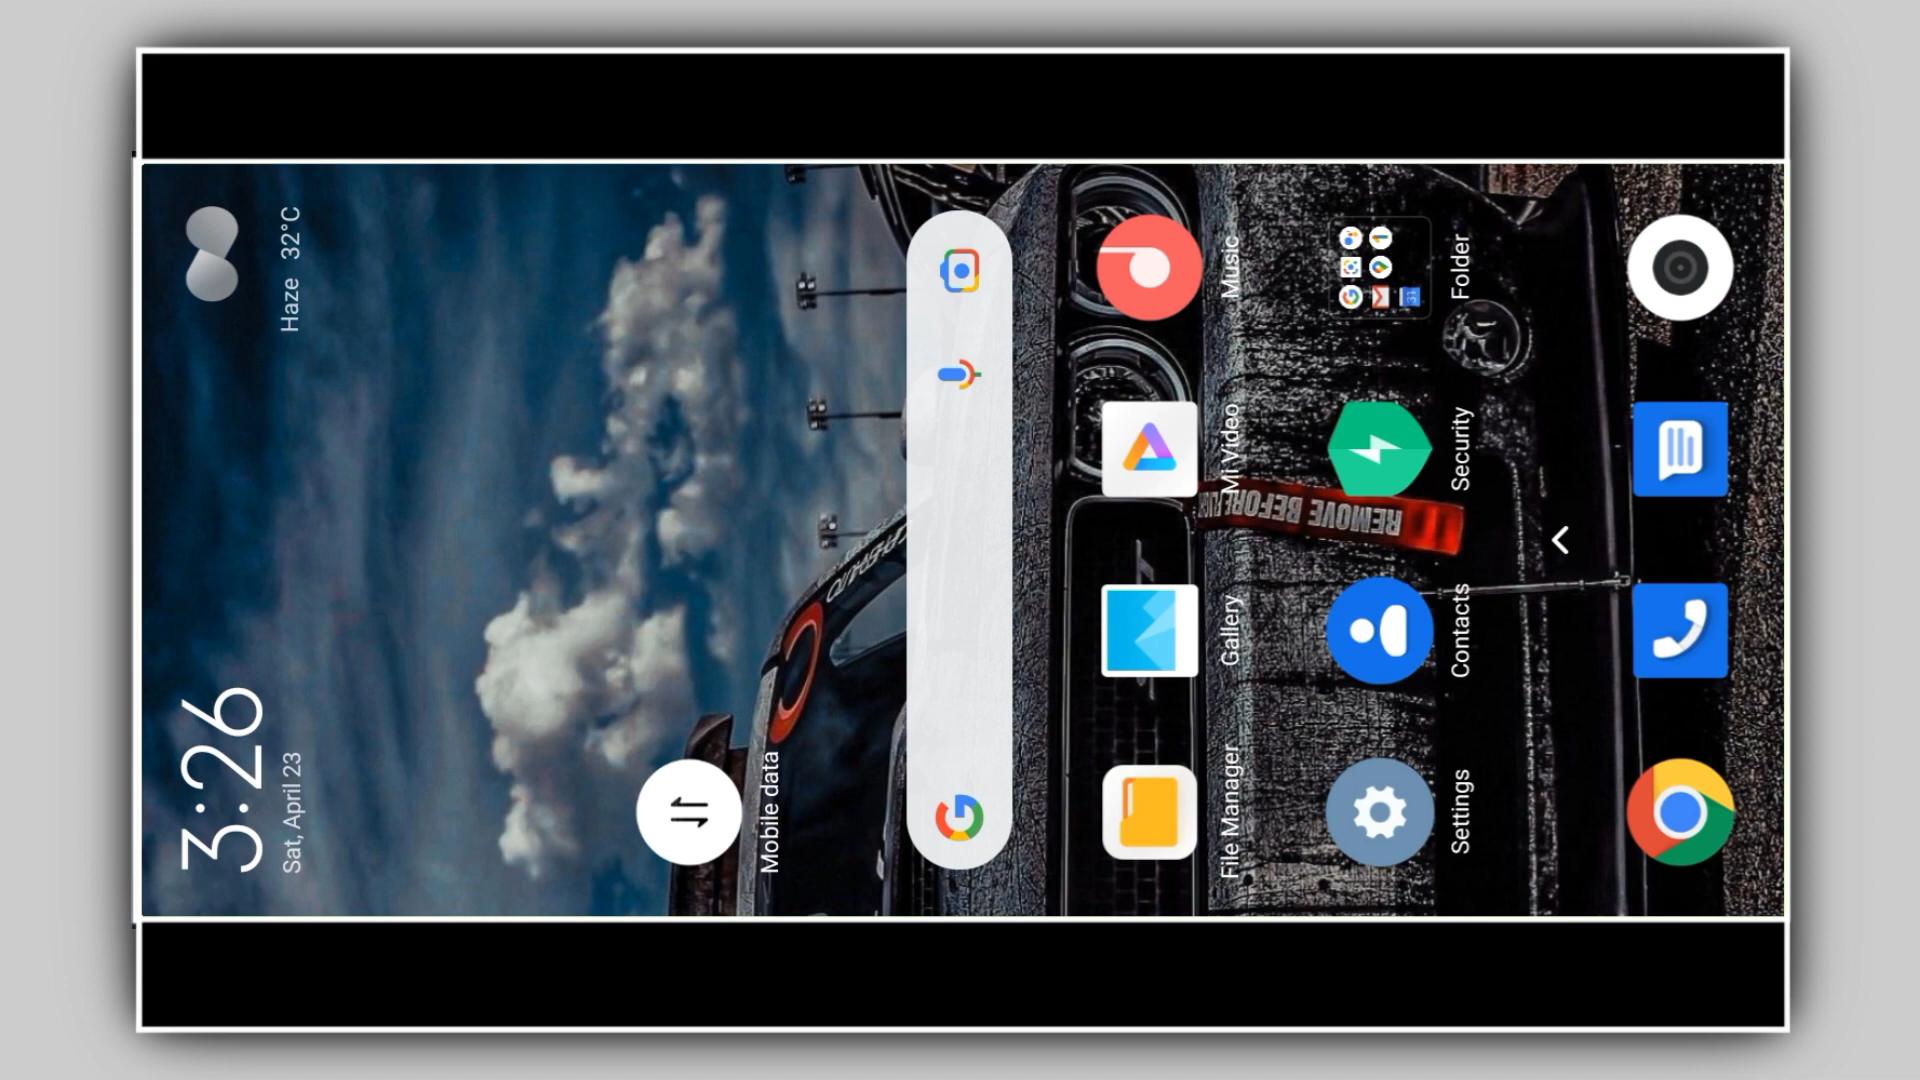 3:26
Sat, April 23
Haze 32°C
Mobile data
File Manager
Gallery
Mi Video
Music
REMOVE BEFORE
Settings
Contacts
Security
Folder
31